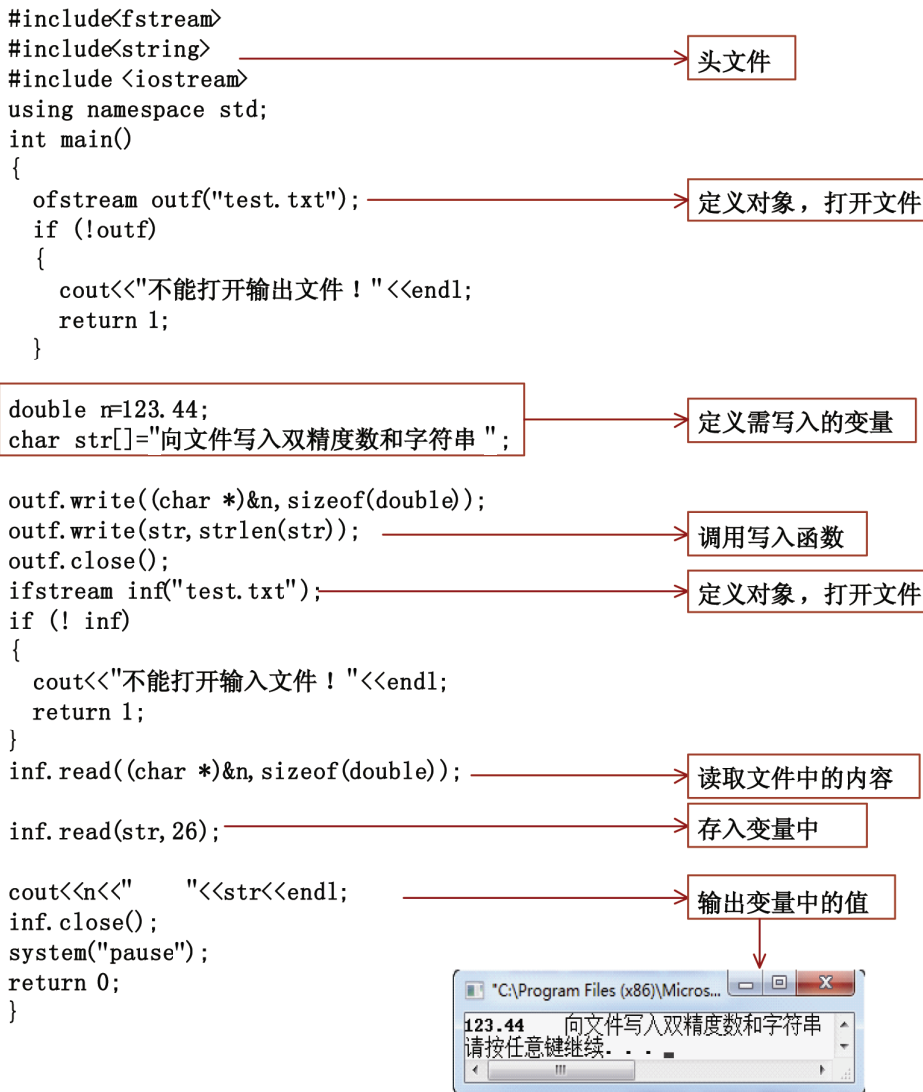 #include<fstream>
#include<string>
头文件
#include <iostream>
using namespace std;
int main()
{
ofstream outf("test.txt");
定义对象，打开文件
if (!outf)
{
cout<<"不能打开输出文件！"<<endl;
return 1;
}
double n=123.44;
char str[]="向文件写入双精度数和字符串 ";
定义需写入的变量
outf.write((char *)&n,sizeof(double));
outf.write(str,strlen(str));
调用写入函数
outf.close();
ifstream inf("test.txt");
定义对象，打开文件
if (! inf)
{
cout<<"不能打开输入文件！"<<endl;
return 1;
}
inf.read((char *)&n,sizeof(double));
读取文件中的内容
inf.read(str,26);
存入变量中
cout<<n<<"     "<<str<<endl;
输出变量中的值
inf.close();
system("pause");
return 0;
}
"C:\Program Files (x86)\Micros...
123.44    向文件写入双精度数和字符串
请按任意键继续. . .